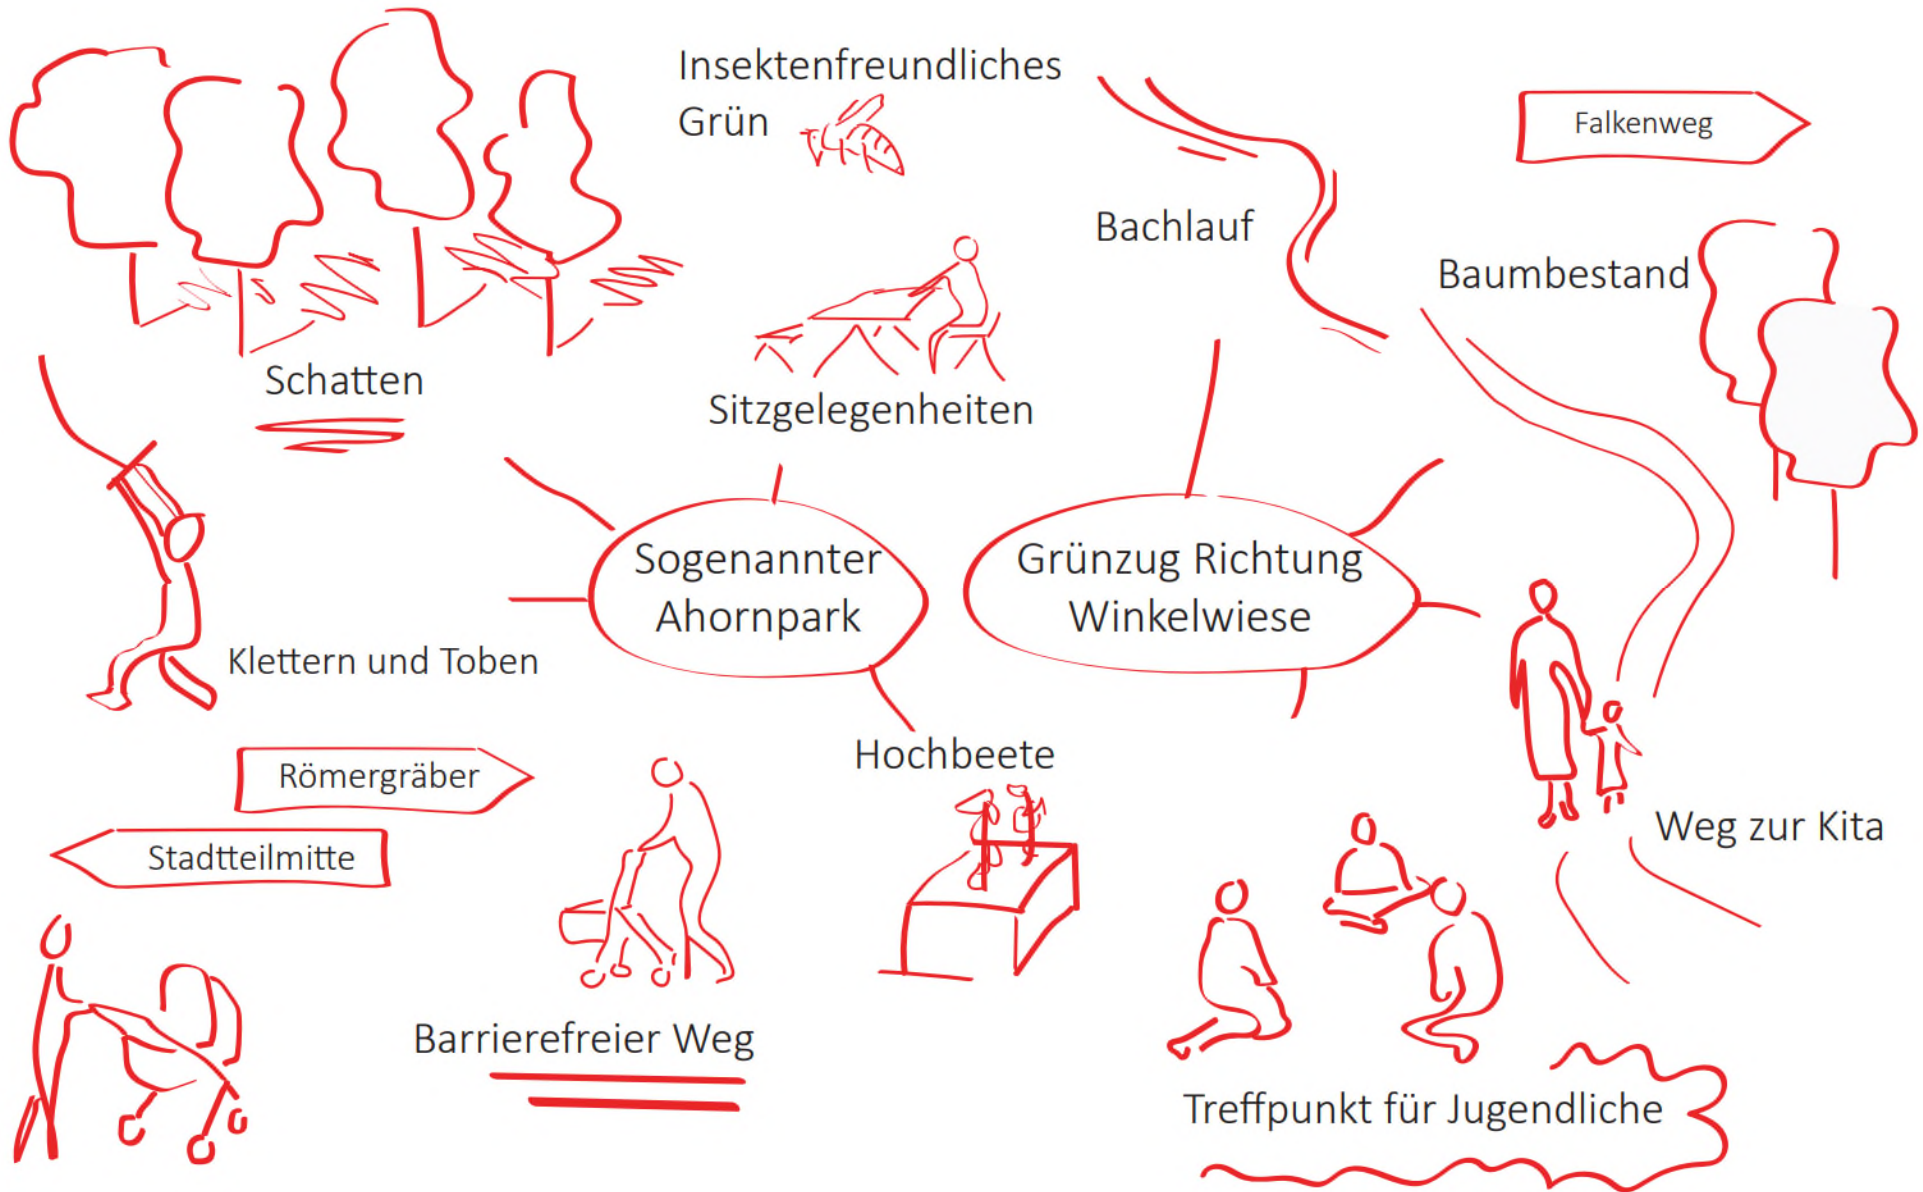 Insektenfreundliches
Grün
Falkenweg
Bachlauf
Baumbestand
Schatten
Sitzgelegenheiten
Sogenannter
Ahornpark
Grünzug Richtung
Winkelwiese
Klettern und Toben
Hochbeete
Römergräber
Stadtteilmitte
Weg zur Kita
Barrierefreier Weg
Treffpunkt für Jugendliche